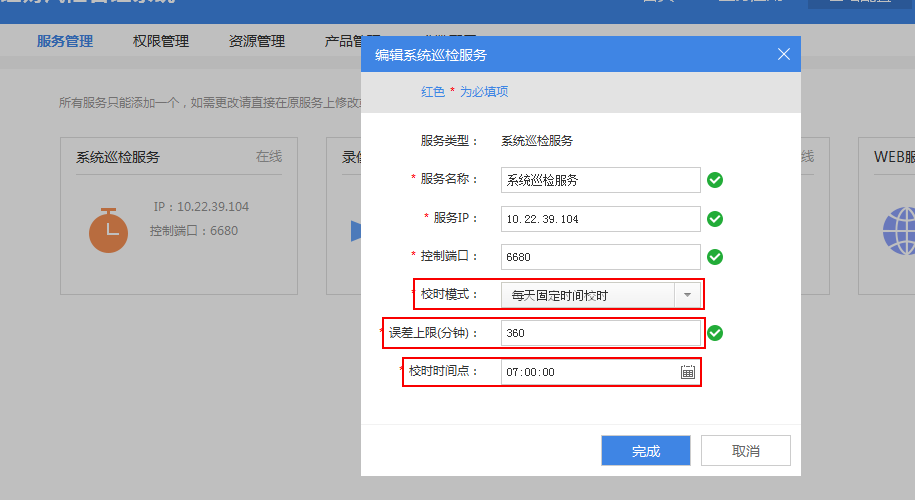 服务管理 权限管理 资源管理 产品管理
编辑系统巡检服务
红色 * 为必填项
所有服务只能添加一个，如需更改请直接在原服务上修改
服务类型： 系统巡检服务
系统巡检服务 在线
* 服务名称： 系统巡检服务
IP：10.22.39.104
控制端口：6680
* 服务IP： 10.22.39.104
* 控制端口： 6680
* 校时模式： 每天固定时间校时
* 误差上限(分钟)： 360
* 校时时间点： 07:00:00
完成 取消
录
线
WEB服